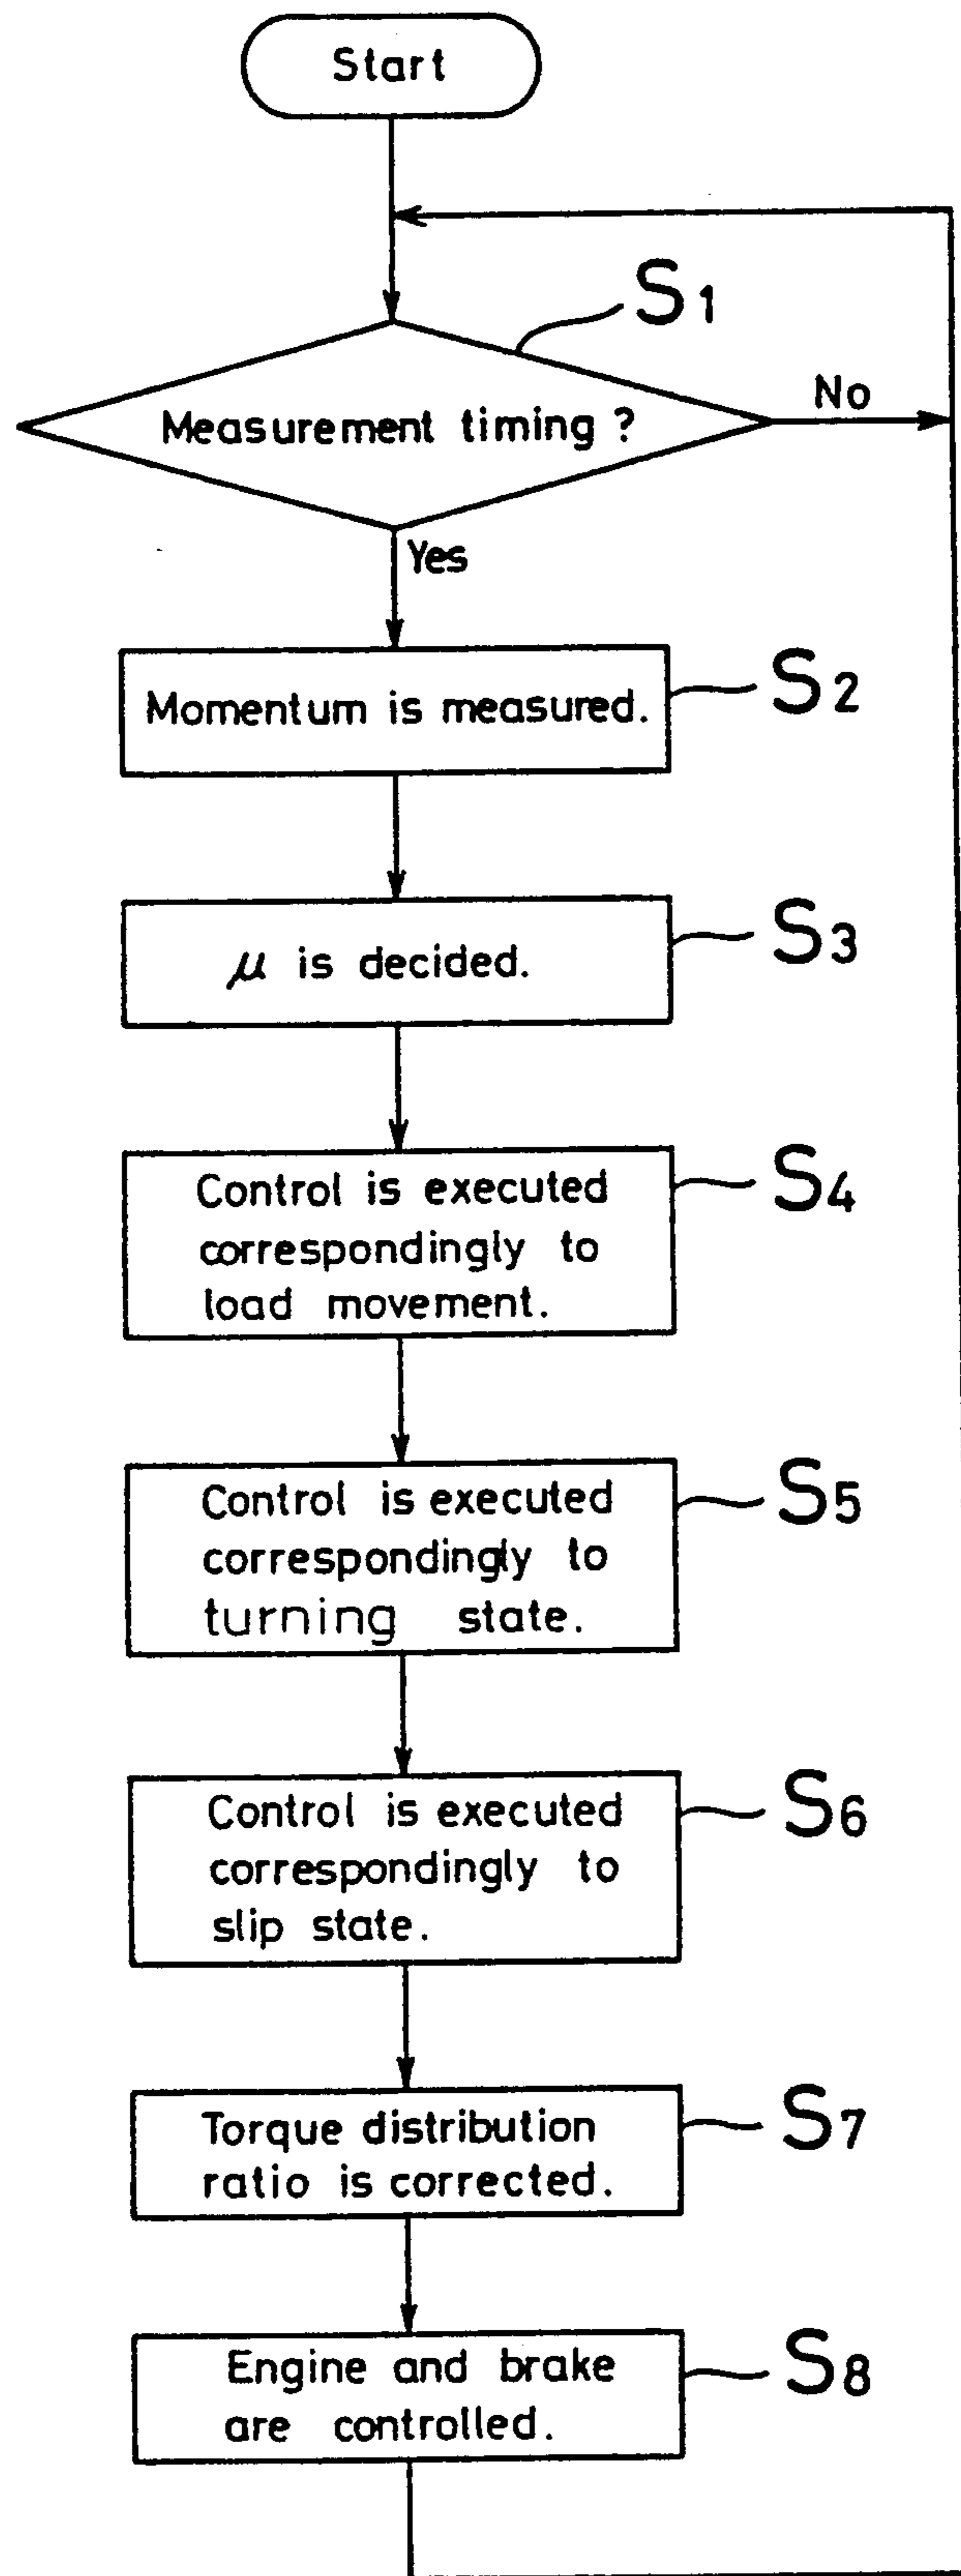 Start
S1
Measurement timing ?
No
Yes
Momentum is measured.
S2
μ is decided.
S3
Control is executed
correspondingly to
load movement.
S4
Control is executed
correspondingly to
turning state.
S5
Control is executed
correspondingly to
slip state.
S6
Torque distribution
ratio is corrected.
S7
Engine and brake
are controlled.
S8